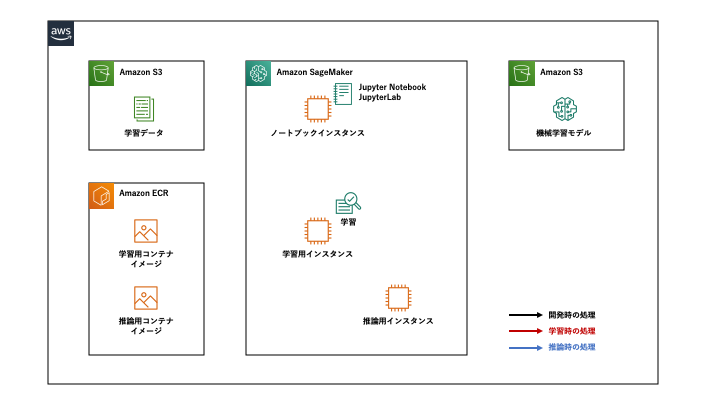 aws
Amazon S3
学習データ
Amazon ECR
学習用コンテナ
イメージ
推論用コンテナ
イメージ
Amazon SageMaker
Jupyter Notebook
JupyterLab
ノートブックインスタンス
学習
学習用インスタンス
推論用インスタンス
Amazon S3
機械学習モデル
開発時の処理
学習時の処理
推論時の処理